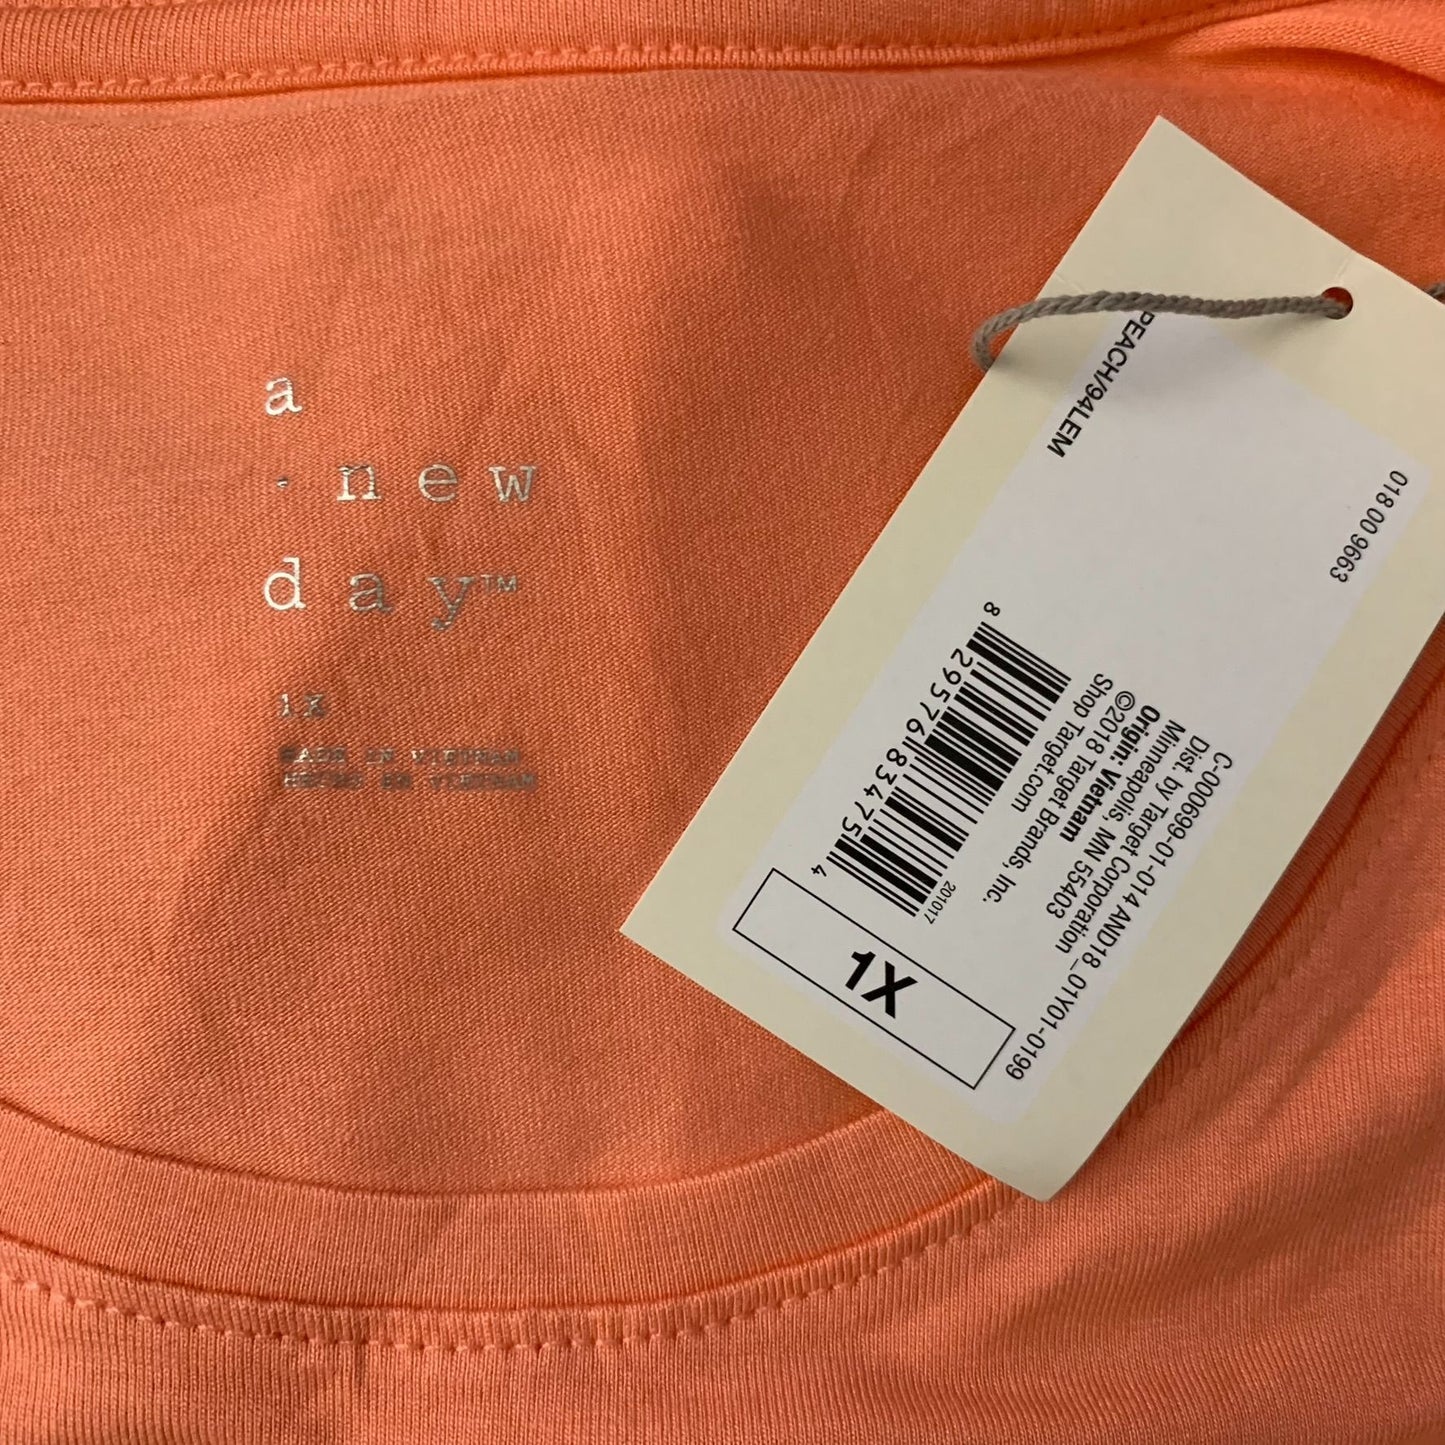 a
new
day™
1X
MADE IN VIETNAM
HECHO EN VIETNAM
PEACH/94LEM
018 00 9663
8 29576 83475 4
201017
Shop Target.com
©2018 Target Brands, Inc.
Origin: Vietnam
Minneapolis, MN 55403
Dist. by Target Corporation
C-000699-01-014 AND18_01Y01-0199
1X